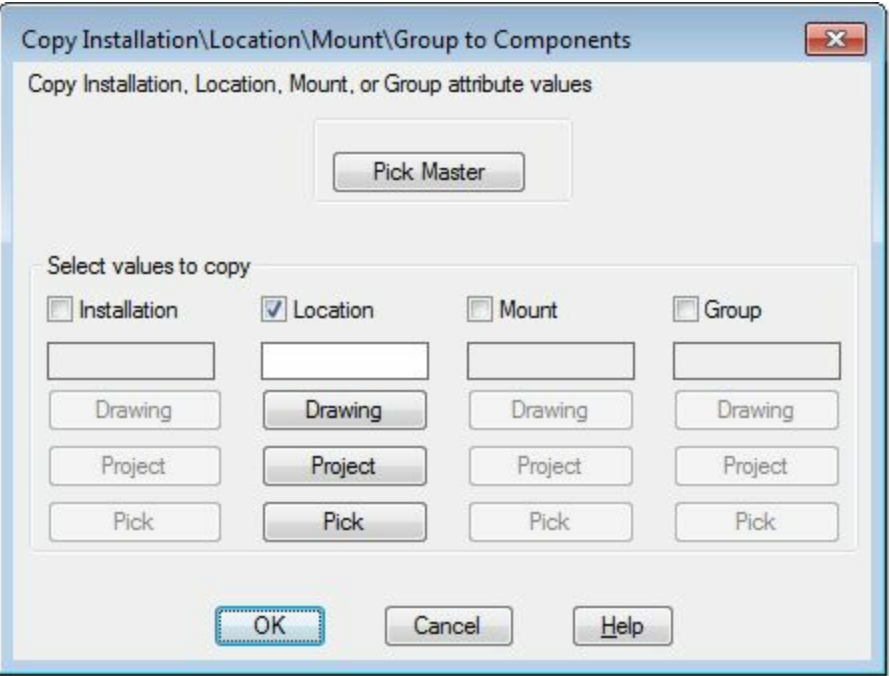 Copy Installation\Location\Mount\Group to Components
Copy Installation, Location, Mount, or Group attribute values
Pick Master
Select values to copy
Installation Location Mount Group
Drawing Drawing Drawing Drawing
Project Project Project Project
Pick Pick Pick Pick
OK Cancel Help